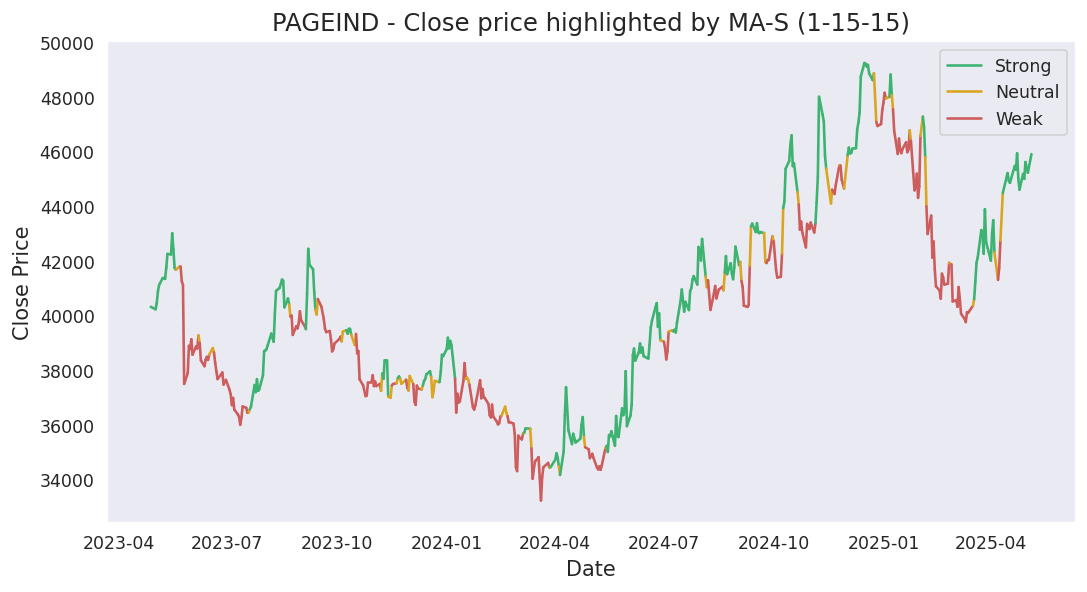 PAGEIND - Close price highlighted by MA-S (1-15-15)
50000
48000
46000
44000
42000
40000
38000
36000
34000
Close Price
Strong
Neutral
Weak
2023-04 2023-07 2023-10 2024-01 2024-04 2024-07 2024-10 2025-01 2025-04
Date